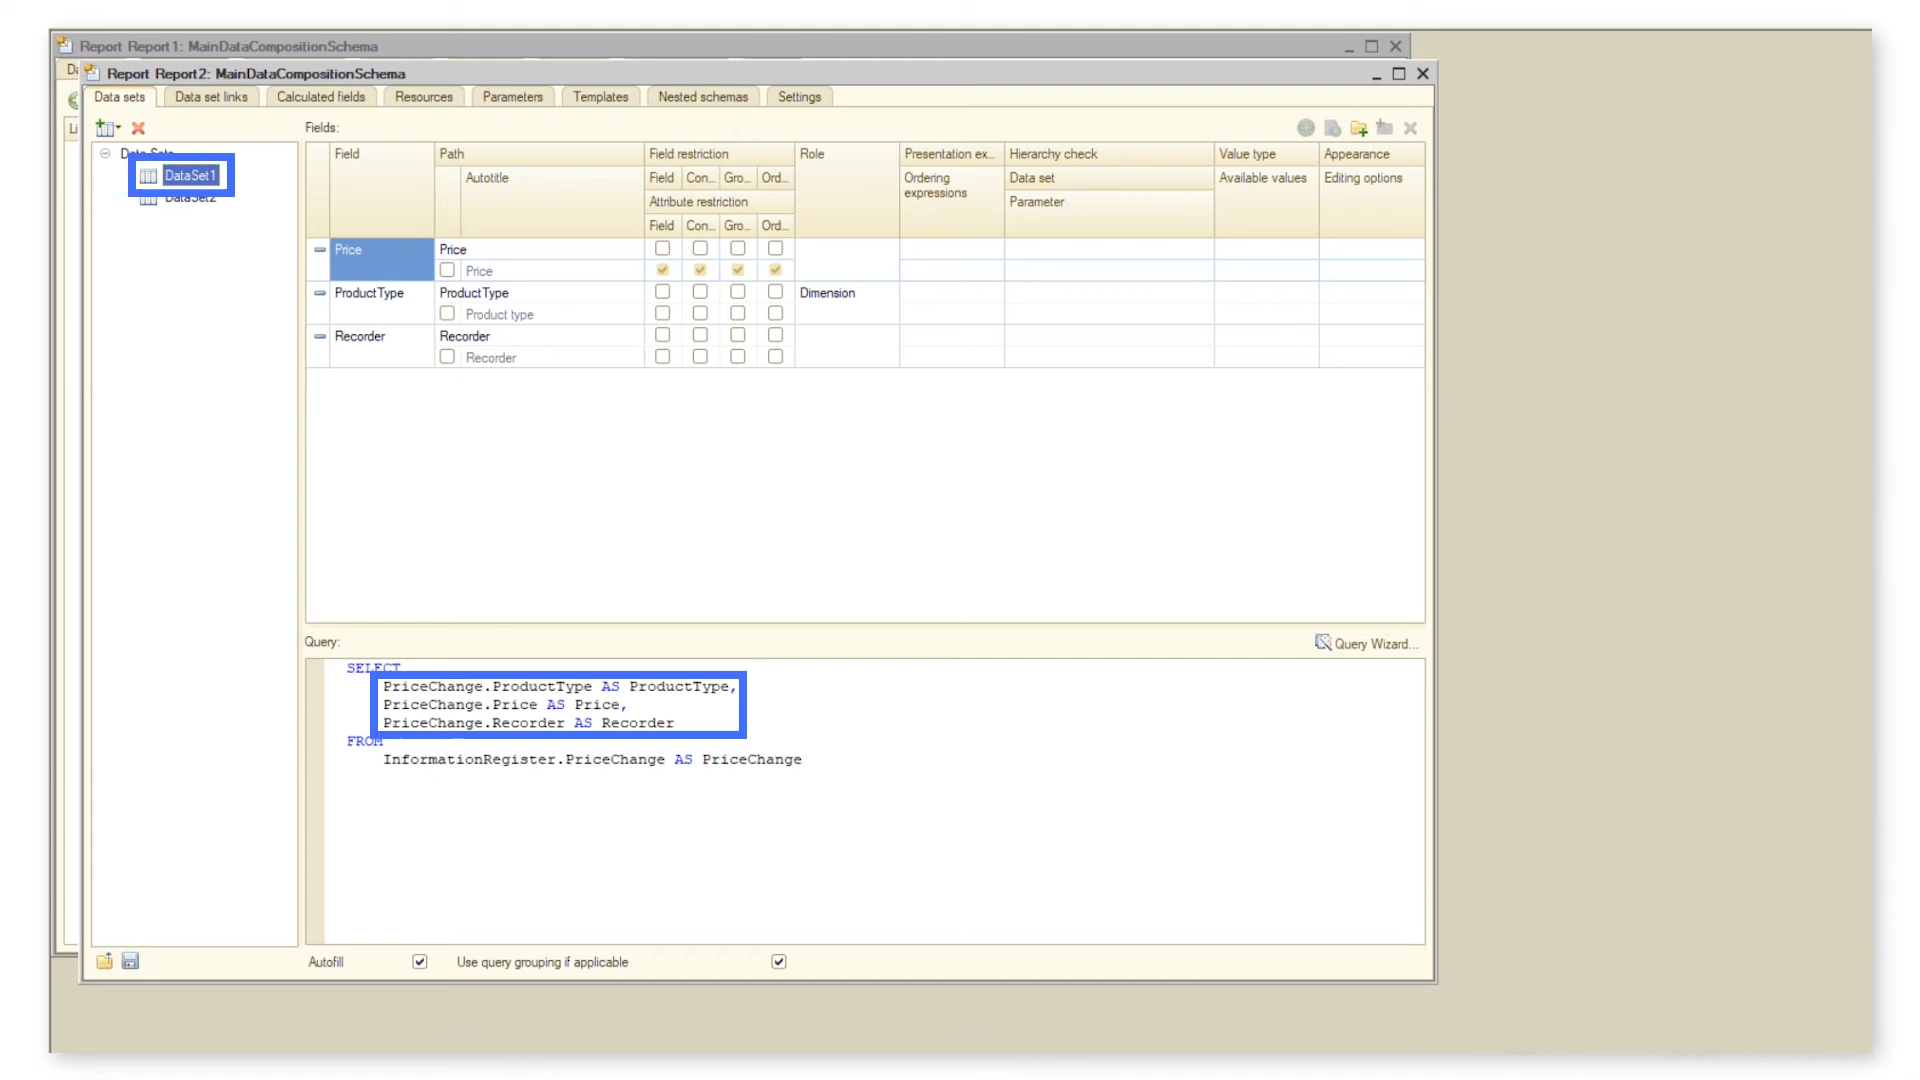 Report Report1: MainDataCompositionSchema
Report Report2: MainDataCompositionSchema
Data sets
Data set links
Calculated fields
Resources
Parameters
Templates
Nested schemas
Settings
Fields:
Data Sets
DataSet1
DataSet2
Field
Path
Field restriction
Role
Presentation ex...
Hierarchy check
Value type
Appearance
Autotitle
Field
Con...
Gro...
Ord...
Ordering expressions
Data set
Available values
Editing options
Attribute restriction
Parameter
Field
Con...
Gro...
Ord...
Price
Price
Price
ProductType
ProductType
Dimension
Product type
Recorder
Recorder
Recorder
Query:
Query Wizard...
SELECT
PriceChange.ProductType AS ProductType,
PriceChange.Price AS Price,
PriceChange.Recorder AS Recorder
FROM
InformationRegister.PriceChange AS PriceChange
Autofill
Use query grouping if applicable